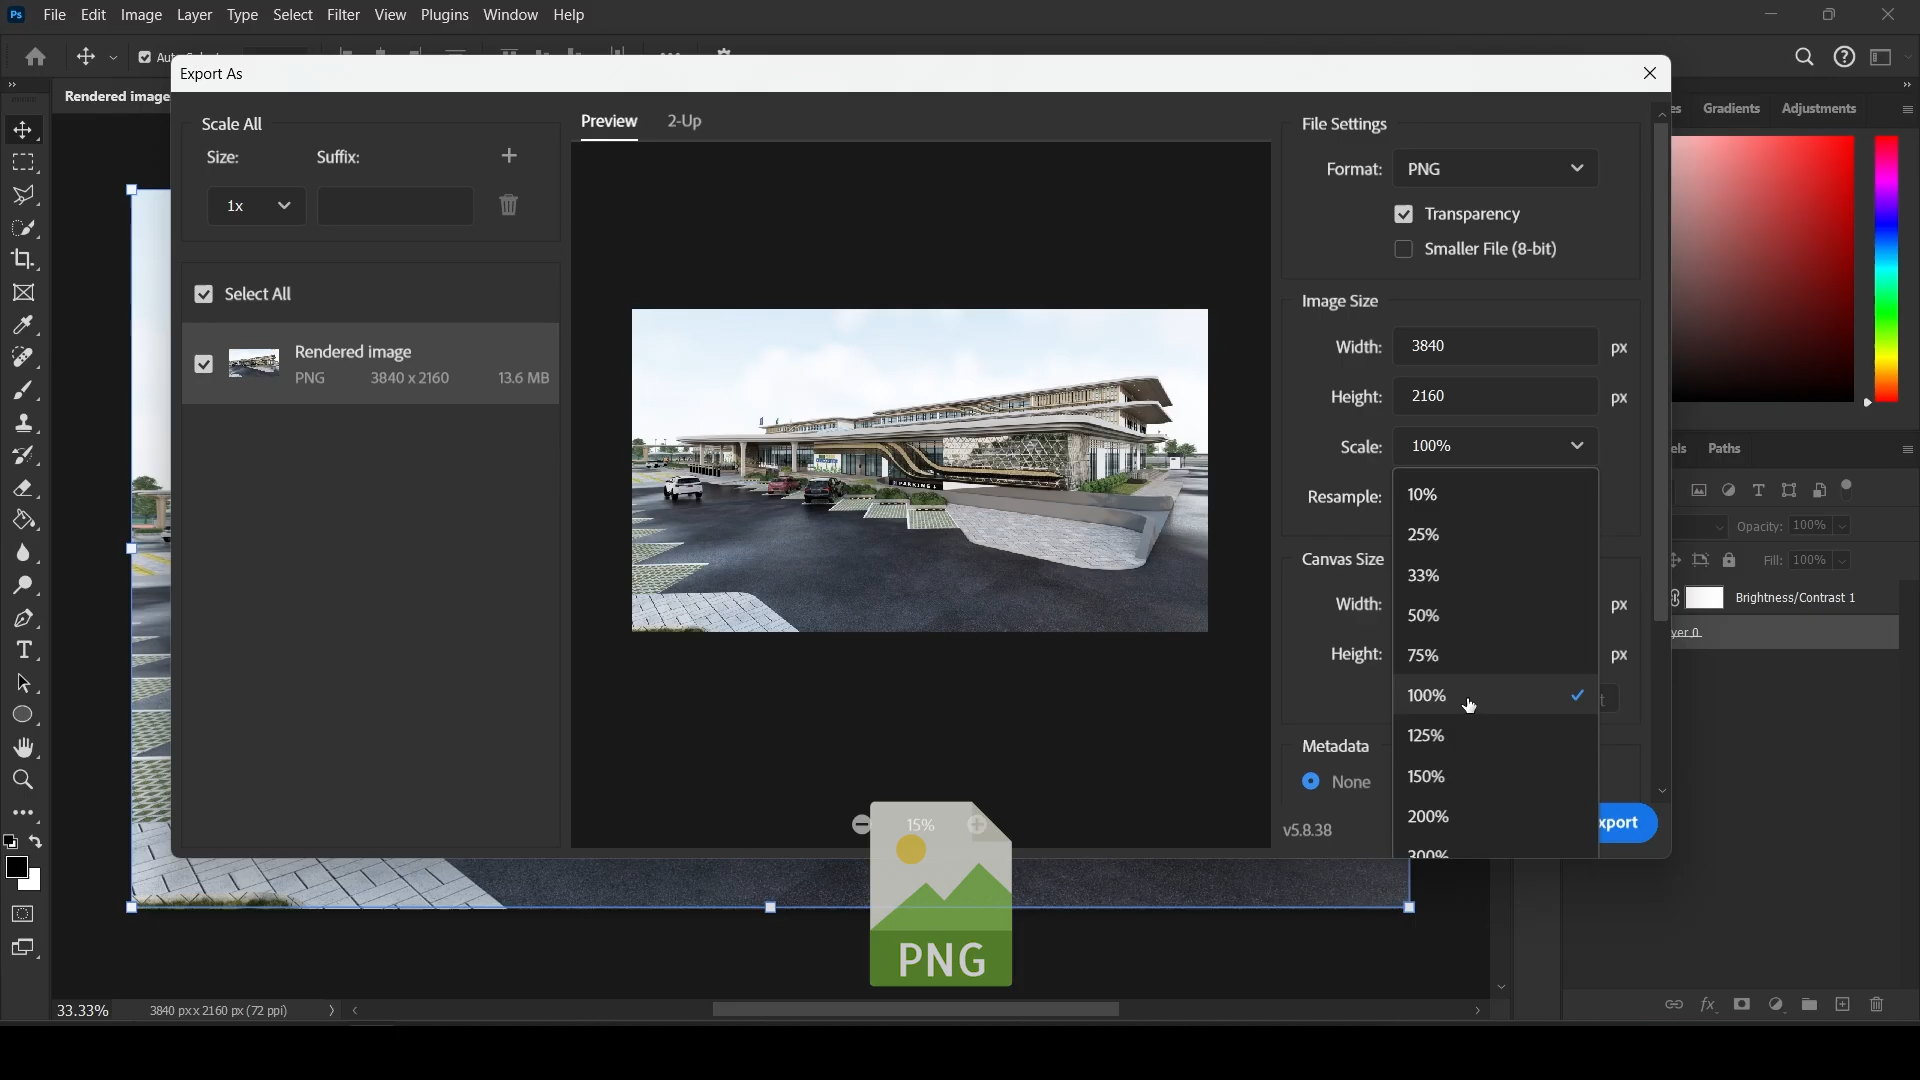 Ps File Edit Image Layer Type Select Filter View Plugins Window Help
Export As
Rendered image
Scale All
Size: Suffix:
1x
Select All
Rendered image
PNG 3840 x 2160 13.6 MB
Preview 2-Up
15%
PNG
File Settings
Format: PNG
Transparency
Smaller File (8-bit)
Image Size
Width: 3840 px
Height: 2160 px
Scale: 100%
Resample:
10%
25%
33%
50%
75%
100%
125%
150%
200%
300%
Canvas Size
Width: px
Height: px
Metadata
None
v5.8.38
xport
Gradients Adjustments
Paths
Opacity: 100%
Fill: 100%
Brightness/Contrast 1
yer 0
33.33% 3840 px x 2160 px (72 ppi)